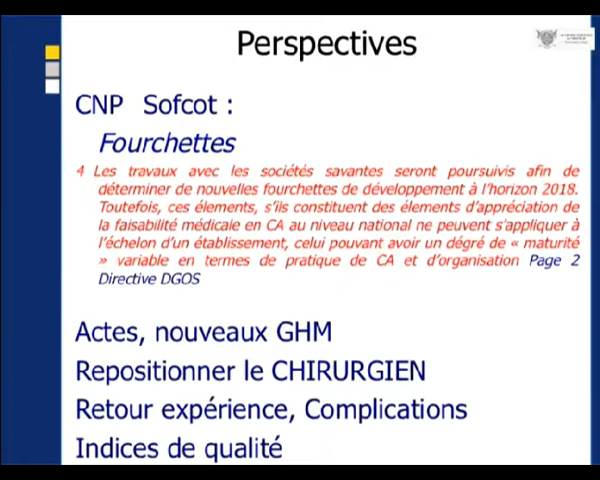 Perspectives
CNP Sofcot :
Fourchettes
4 Les travaux avec les sociétés savantes seront poursuivis afin de
déterminer de nouvelles fourchettes de développement à l'horizon 2018.
Toutefois, ces élements, s'ils constituent des élements d'appréciation de
la faisabilité médicale en CA au niveau national ne peuvent s'appliquer à
l'échelon d'un établissement, celui pouvant avoir un dégré de « maturité
» variable en termes de pratique de CA et d'organisation Page 2
Directive DGOS
Actes, nouveaux GHM
Repositionner le CHIRURGIEN
Retour expérience, Complications
Indices de qualité